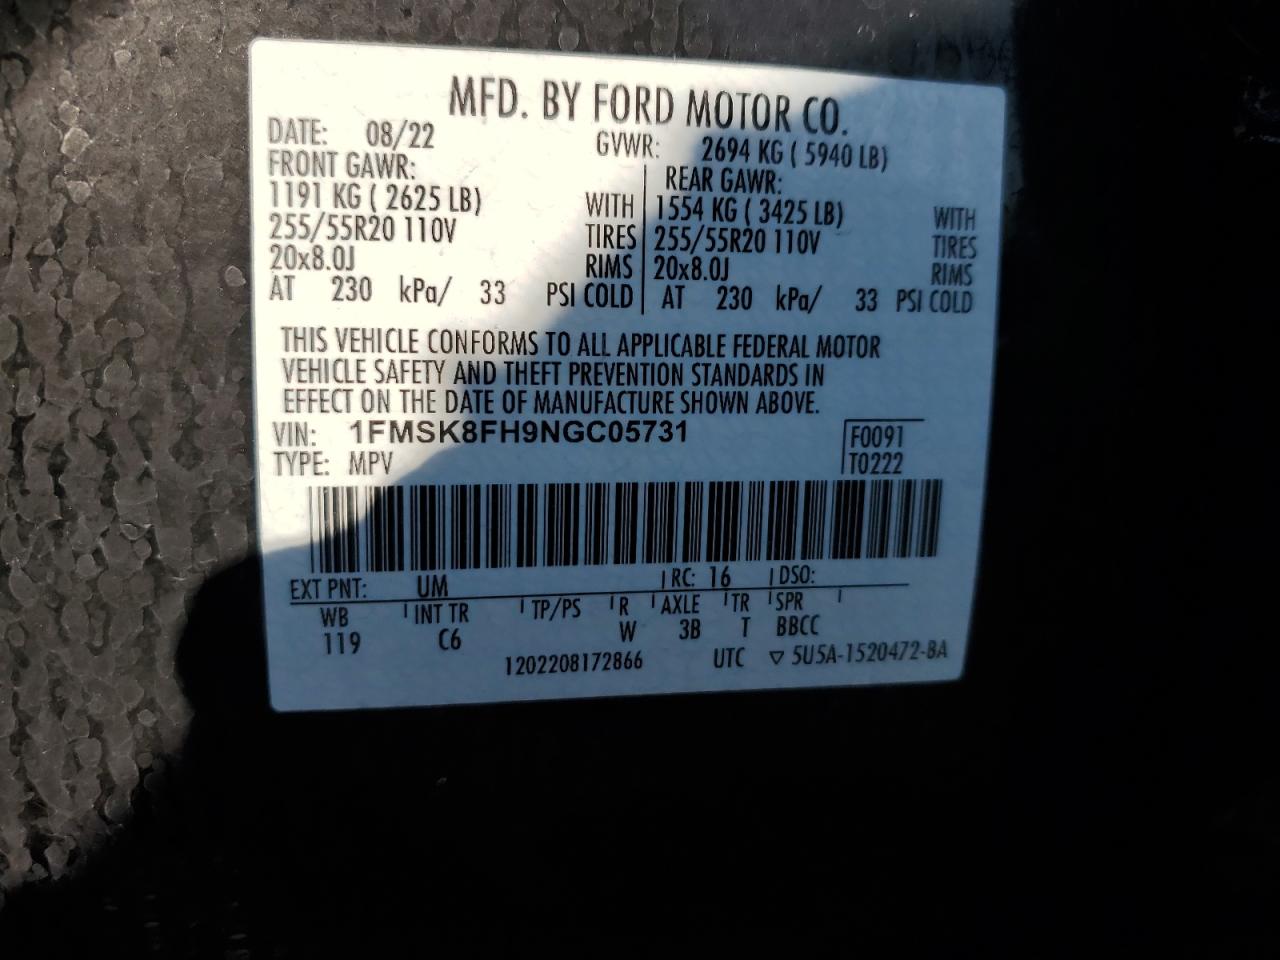 MFD. BY FORD MOTOR CO.
DATE: 08/22 GVWR: 2694 KG ( 5940 LB)
FRONT GAWR: REAR GAWR:
1191 KG ( 2625 LB) WITH 1554 KG ( 3425 LB) WITH
255/55R20 110V TIRES 255/55R20 110V TIRES
20x8.0J RIMS 20x8.0J RIMS
AT 230 kPa/ 33 PSI COLD AT 230 kPa/ 33 PSI COLD
THIS VEHICLE CONFORMS TO ALL APPLICABLE FEDERAL MOTOR
VEHICLE SAFETY AND THEFT PREVENTION STANDARDS IN
EFFECT ON THE DATE OF MANUFACTURE SHOWN ABOVE.
VIN: 1FMSK8FH9NGC05731 F0091
TYPE: MPV T0222
EXT PNT: UM RC: 16 DSO:
WB INT TR TP/PS R AXLE TR SPR
119 C6 W 3B T BBCC
1202208172866 UTC ▽ 5U5A-1520472-BA